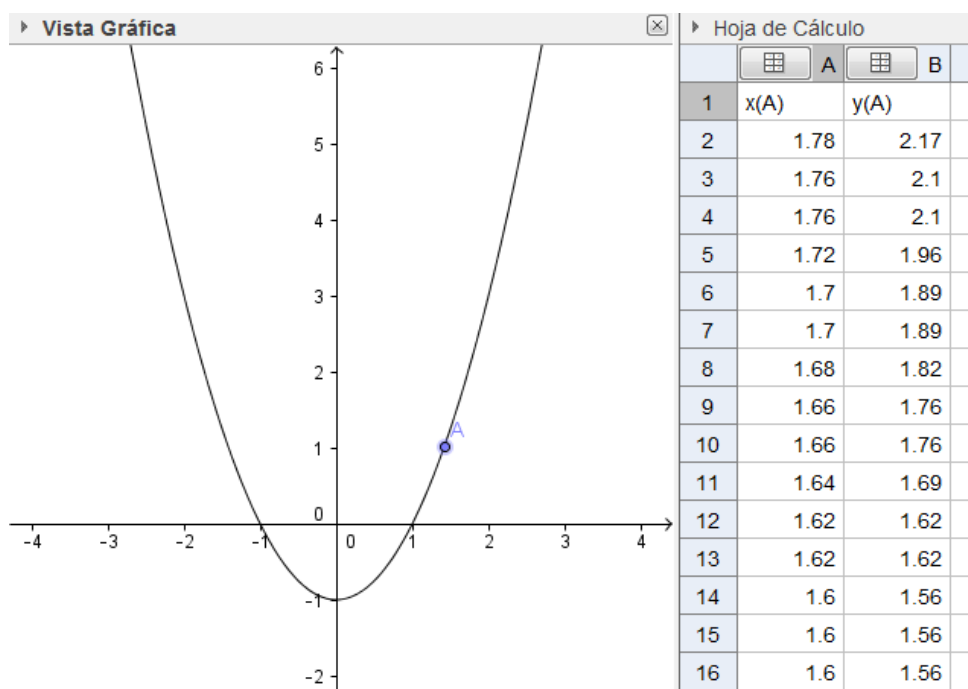 Vista Gráfica
6
5
4
3
2
1
0
-1
-2
-4 -3 -2 -1 0 1 2 3 4
A
Hoja de Cálculo
A B
1 x(A) y(A)
2 1.78 2.17
3 1.76 2.1
4 1.76 2.1
5 1.72 1.96
6 1.7 1.89
7 1.7 1.89
8 1.68 1.82
9 1.66 1.76
10 1.66 1.76
11 1.64 1.69
12 1.62 1.62
13 1.62 1.62
14 1.6 1.56
15 1.6 1.56
16 1.6 1.56